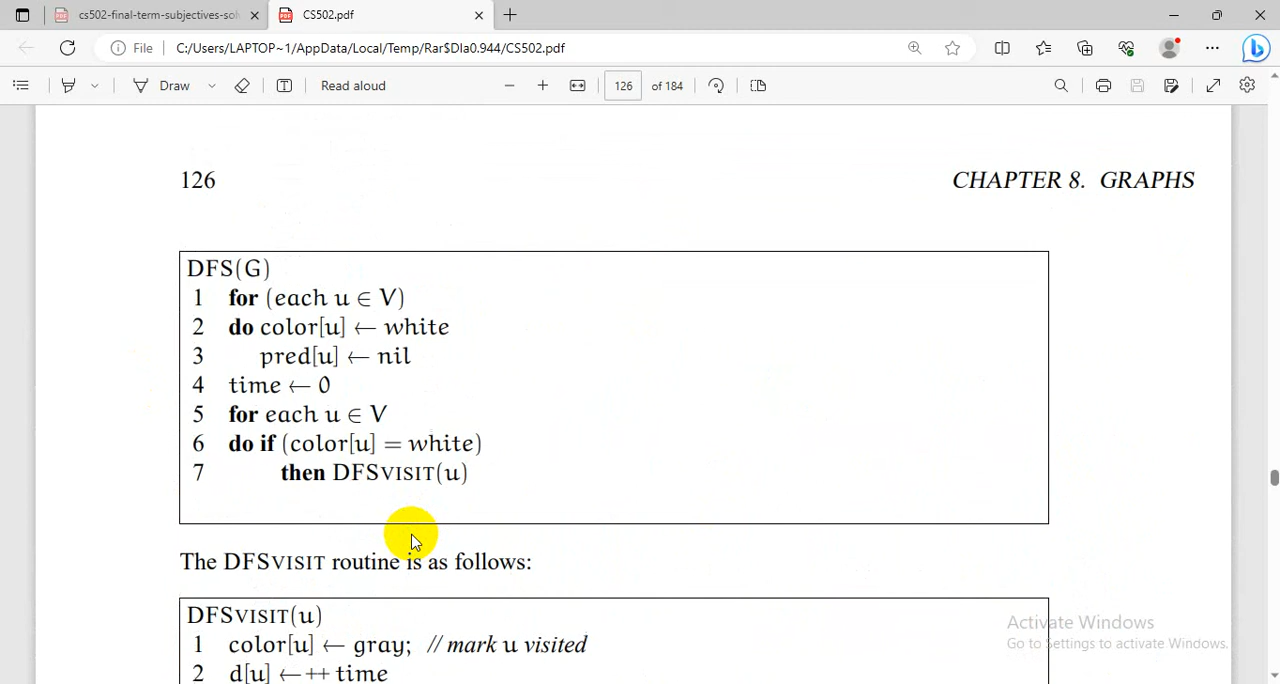 cs502-final-term-subjectives-sol
CS502.pdf
File
C:/Users/LAPTOP~1/AppData/Local/Temp/Rar$DIa0.944/CS502.pdf
Draw
Read aloud
126 of 184
126
CHAPTER 8. GRAPHS
DFS(G)
1 for (each u ∈ V)
2 do color[u] ← white
3 pred[u] ← nil
4 time ← 0
5 for each u ∈ V
6 do if (color[u] = white)
7 then DFSVISIT(u)
The DFSVISIT routine is as follows:
DFSVISIT(u)
1 color[u] ← gray; // mark u visited
2 d[u] ← ++ time
Activate Windows
Go to Settings to activate Windows.